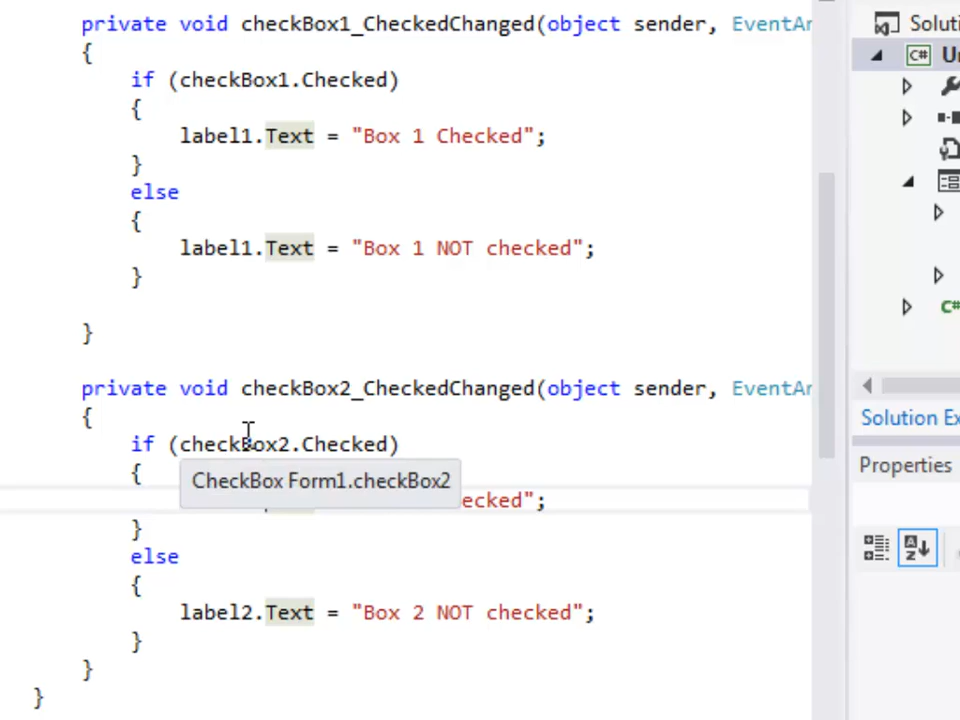 private void checkBox1_CheckedChanged(object sender, EventAr
{
if (checkBox1.Checked)
{
label1.Text = "Box 1 Checked";
}
else
{
label1.Text = "Box 1 NOT checked";
}
}
private void checkBox2_CheckedChanged(object sender, EventAr
{
if (checkBox2.Checked)
{
CheckBox Form1.checkBox2
ecked";
}
else
{
label2.Text = "Box 2 NOT checked";
}
}
}
Soluti
C# Ur
C#
Solution Ex
Properties